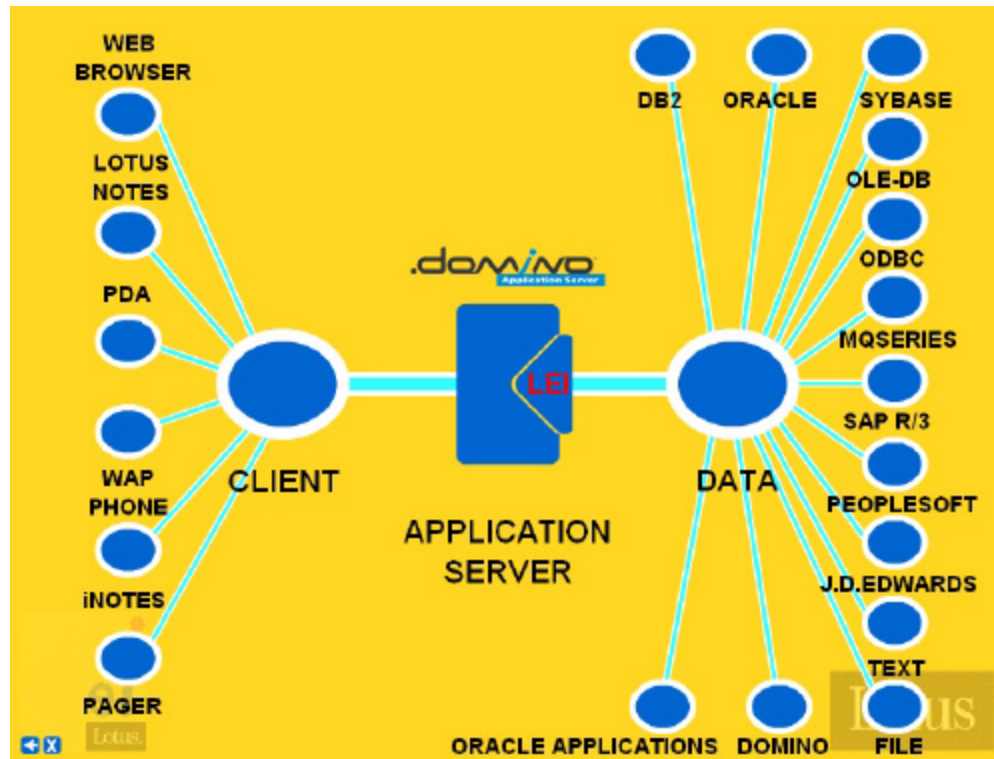 WEB
BROWSER
LOTUS
NOTES
PDA
WAP
PHONE
iNOTES
PAGER
Lotus.
CLIENT
.domino
Application Server
LEI
APPLICATION
SERVER
DATA
DB2
ORACLE
SYBASE
OLE-DB
ODBC
MQSERIES
SAP R/3
PEOPLESOFT
J.D.EDWARDS
TEXT
ORACLE APPLICATIONS
DOMINO
FILE